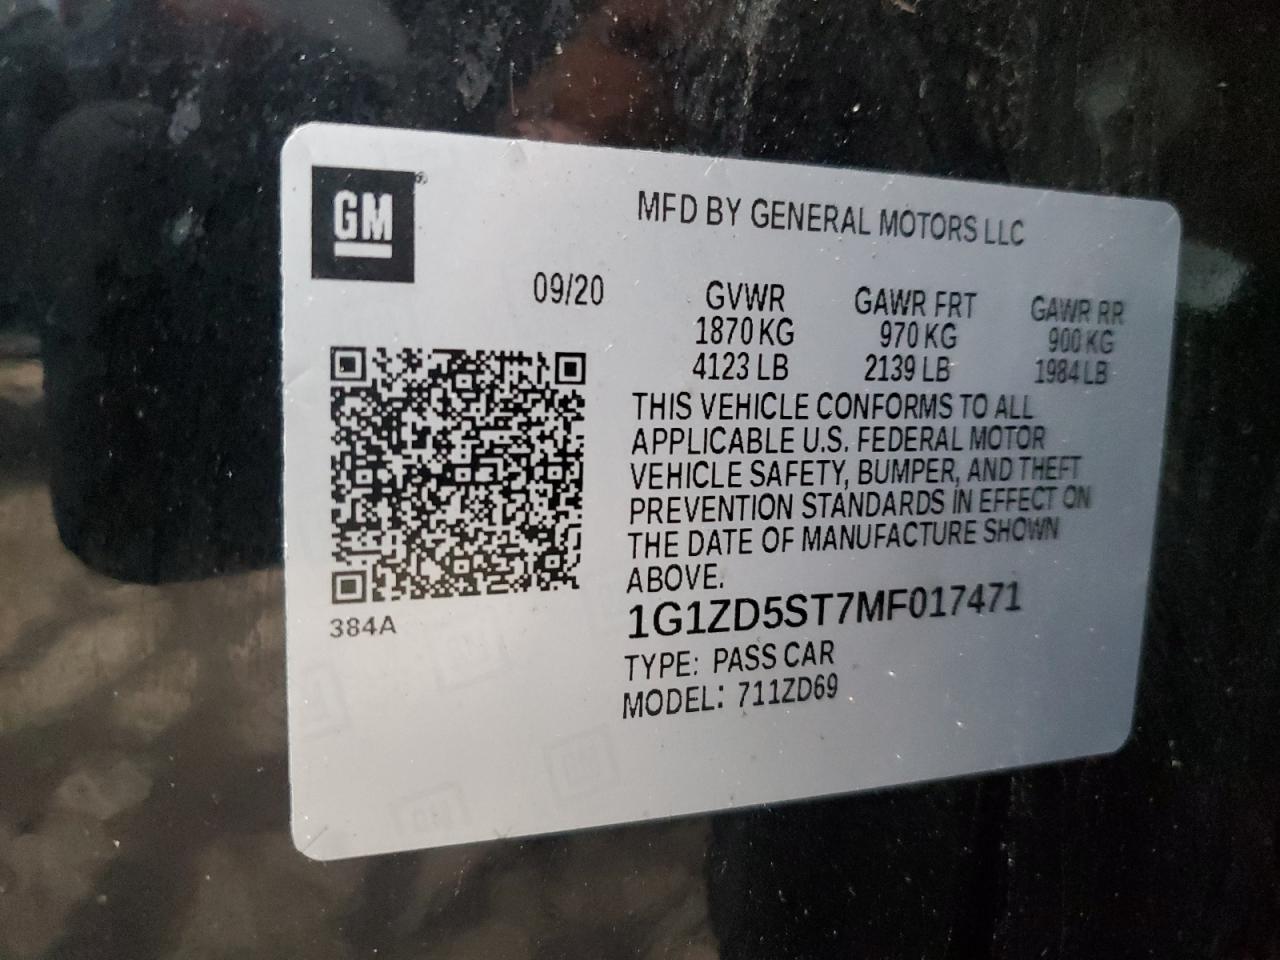 GM
MFD BY GENERAL MOTORS LLC
09/20
GVWR GAWR FRT GAWR RR
1870 KG 970 KG 900 KG
4123 LB 2139 LB 1984 LB
THIS VEHICLE CONFORMS TO ALL
APPLICABLE U.S. FEDERAL MOTOR
VEHICLE SAFETY, BUMPER, AND THEFT
PREVENTION STANDARDS IN EFFECT ON
THE DATE OF MANUFACTURE SHOWN
ABOVE.
384A
1G1ZD5ST7MF017471
TYPE: PASS CAR
MODEL: 711ZD69